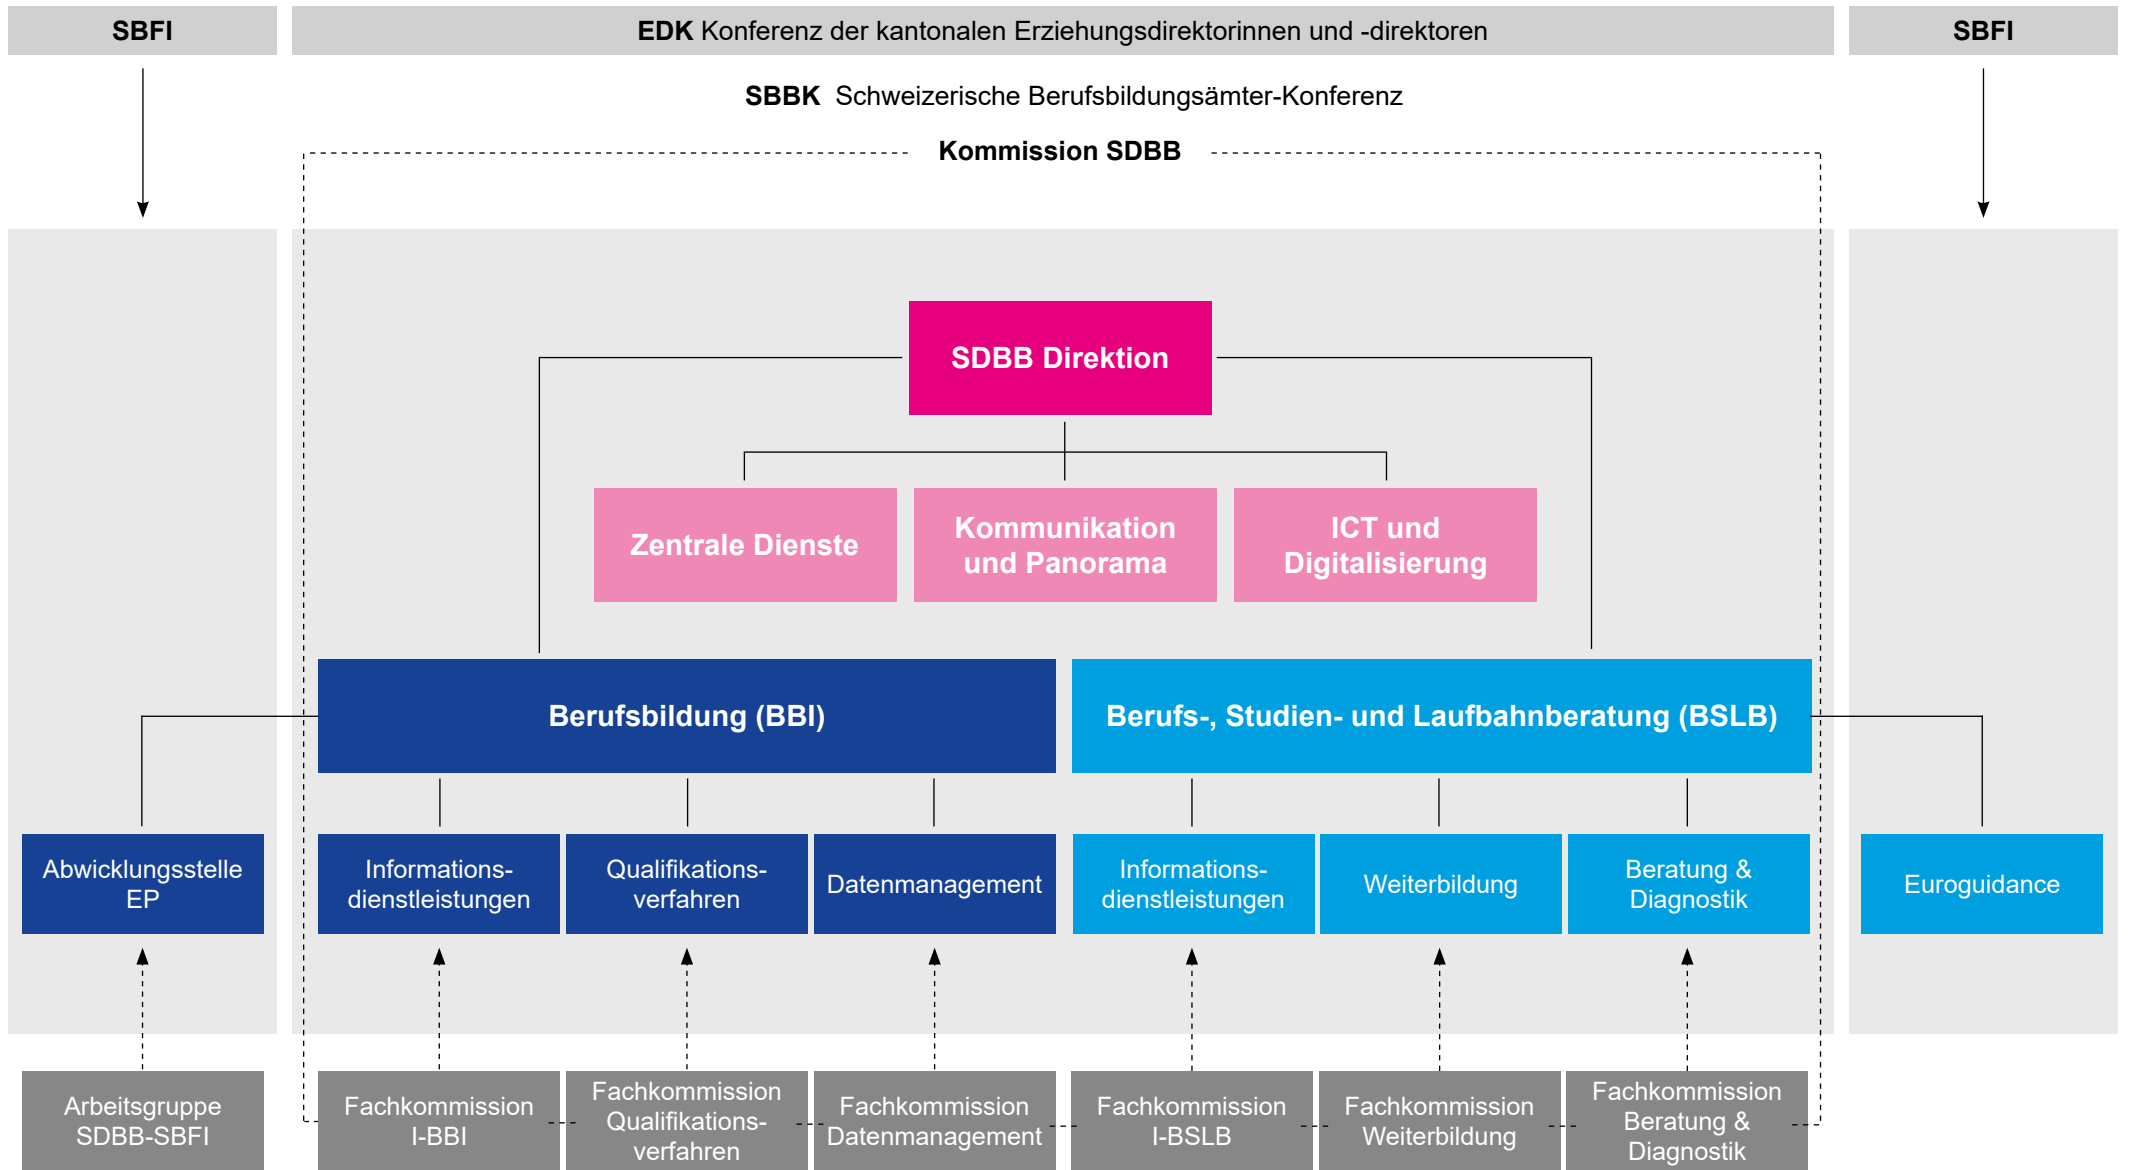 SBFI
EDK Konferenz der kantonalen Erziehungsdirektorinnen und -direktoren
SBFI
SBBK Schweizerische Berufsbildungsämter-Konferenz
Kommission SDBB
SDBB Direktion
Zentrale Dienste
Kommunikation
und Panorama
ICT und
Digitalisierung
Berufsbildung (BBI)
Berufs-, Studien- und Laufbahnberatung (BSLB)
Abwicklungsstelle
EP
Informations-
dienstleistungen
Qualifikations-
verfahren
Datenmanagement
Informations-
dienstleistungen
Weiterbildung
Beratung &
Diagnostik
Euroguidance
Arbeitsgruppe
SDBB-SBFI
Fachkommission
I-BBI
Fachkommission
Qualifikations-
verfahren
Fachkommission
Datenmanagement
Fachkommission
I-BSLB
Fachkommission
Weiterbildung
Fachkommission
Beratung &
Diagnostik